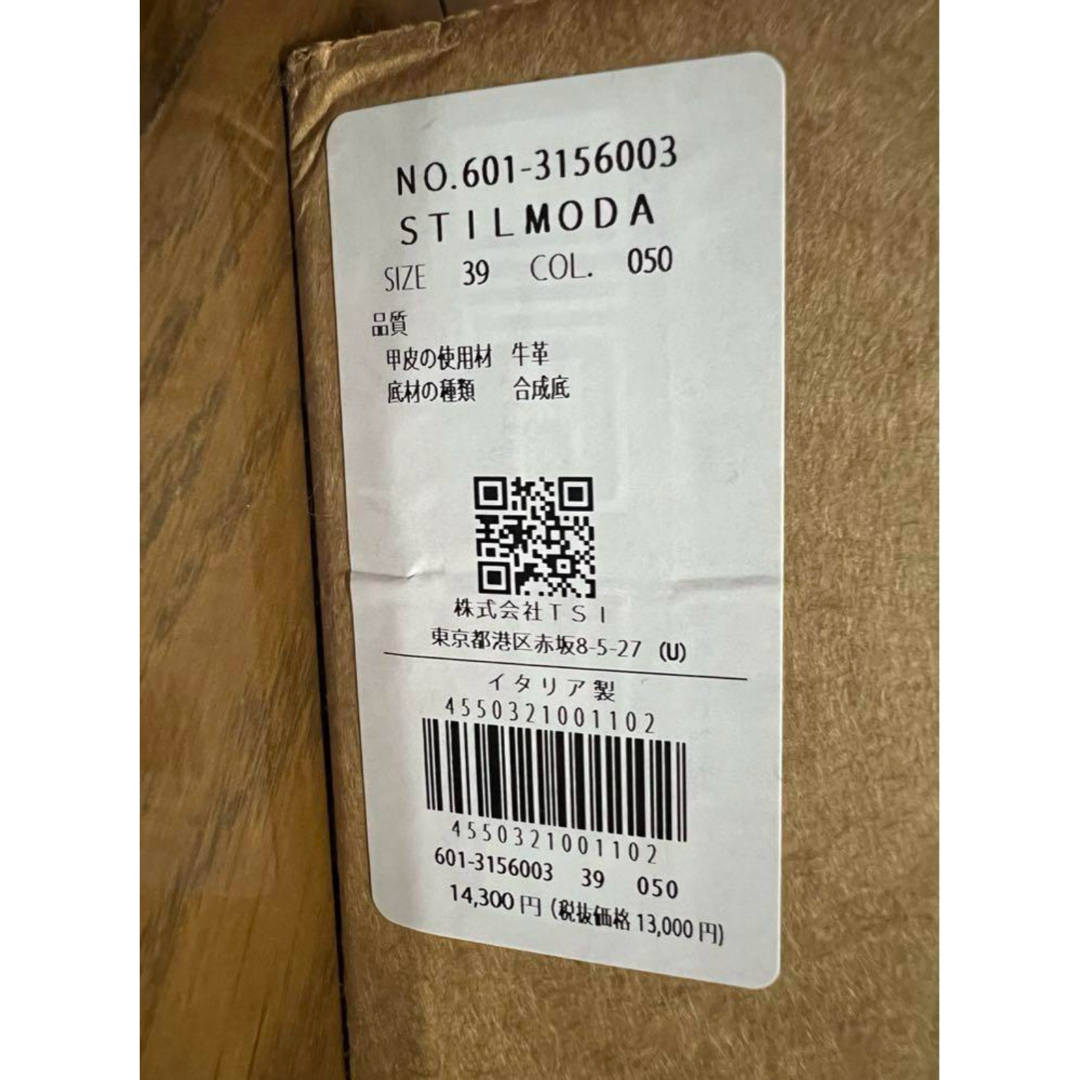 NO.601-3156003
STILMODA
SIZE 39 COL. 050
品質
甲皮の使用材 牛革
底材の種類 合成底
株式会社TSI
東京都港区赤坂8-5-27 (U)
イタリア製
4550321001102
4550321001102
601-3156003 39 050
14,300円(税抜価格13,000円)